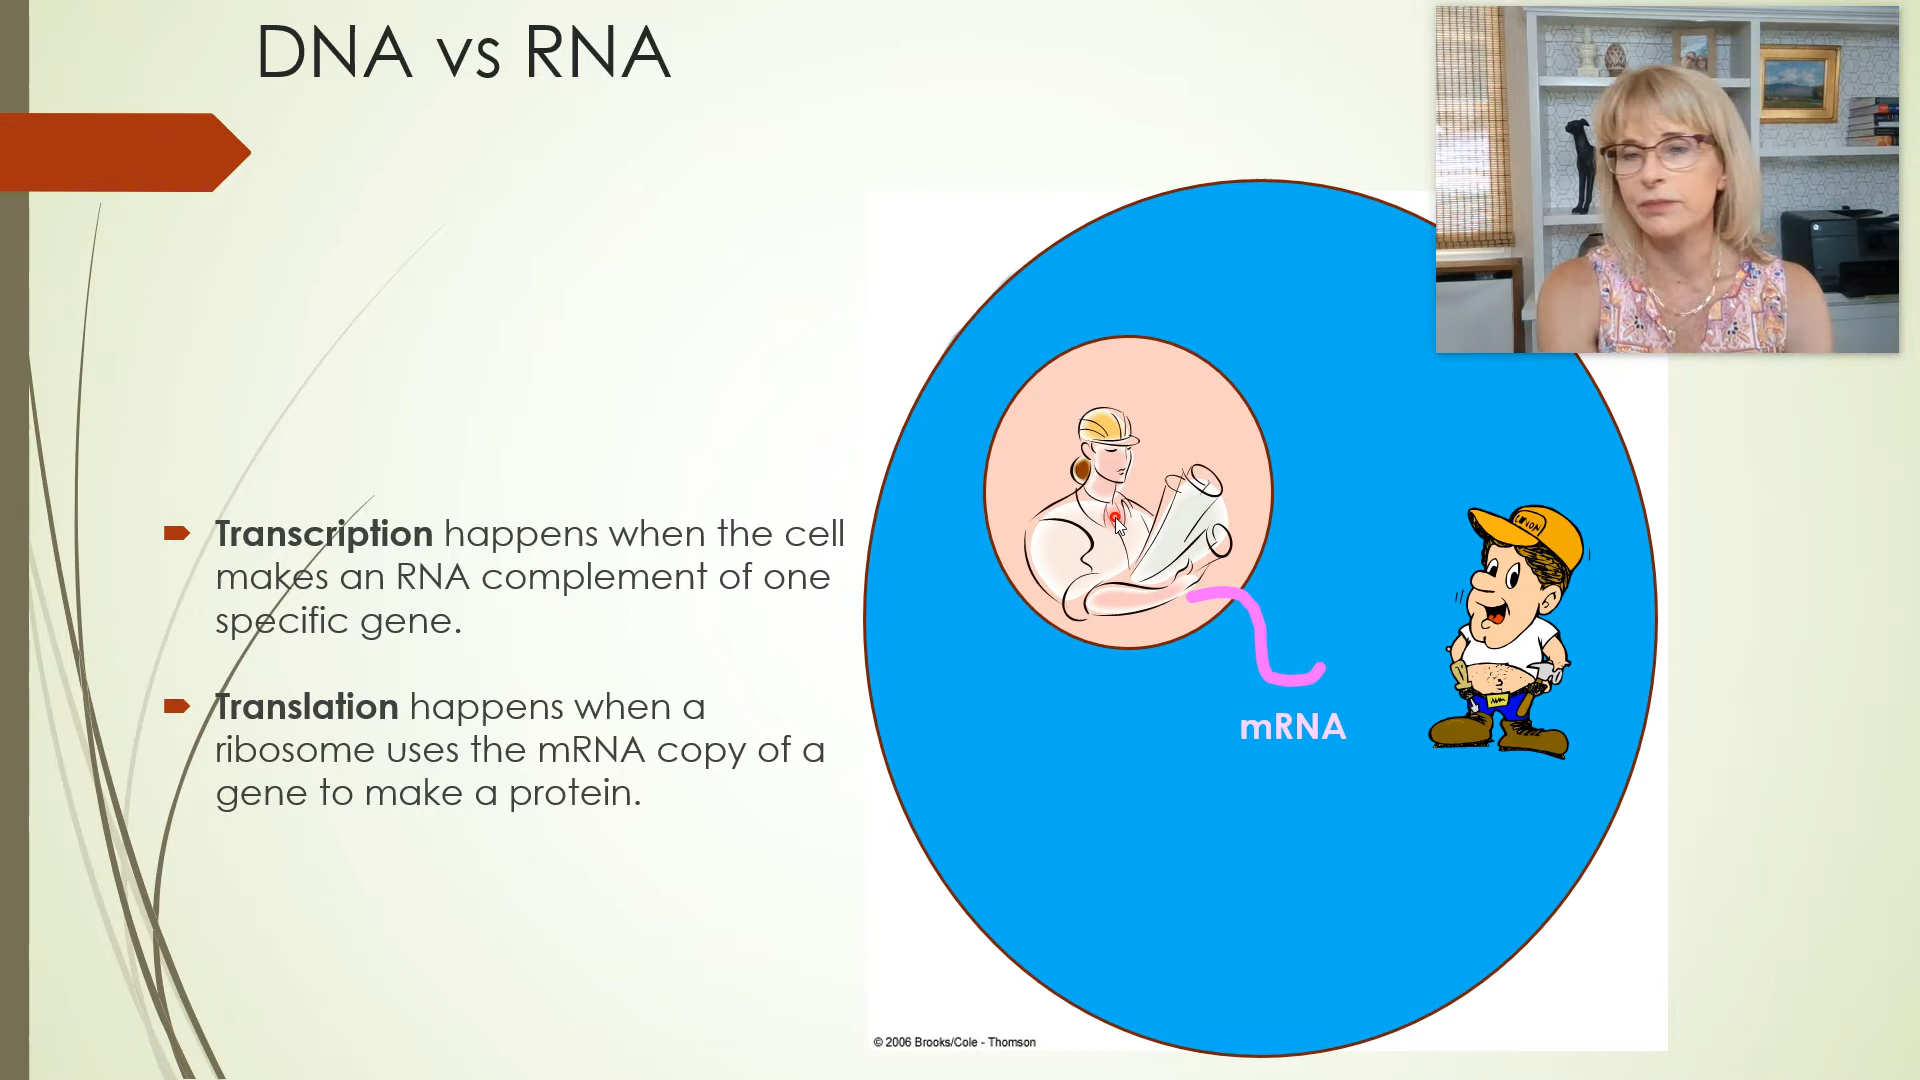 DNA vs RNA
Transcription happens when the cell
makes an RNA complement of one
specific gene.
Translation happens when a
ribosome uses the mRNA copy of a
gene to make a protein.
mRNA
© 2006 Brooks/Cole - Thomson